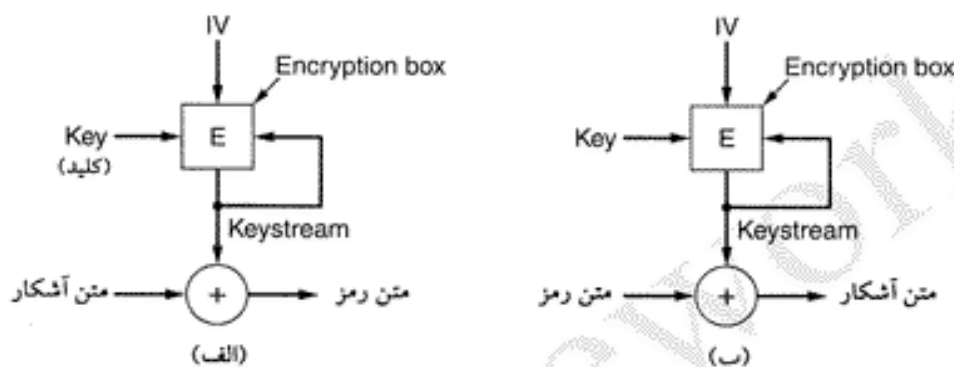 IV
Encryption box
E
Key
(کلید)
Keystream
متن آشکار
+
متن رمز
(الف)
IV
Encryption box
E
Key
Keystream
متن رمز
+
متن آشکار
(ب)